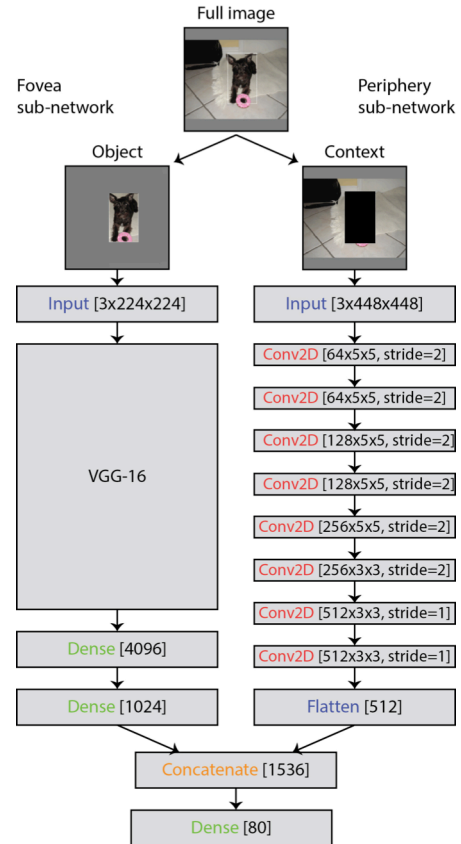 Full image
Fovea
sub-network
Periphery
sub-network
Object
Context
Input [3x224x224]
Input [3x448x448]
VGG-16
Conv2D [64x5x5, stride=2]
Conv2D [64x5x5, stride=2]
Conv2D [128x5x5, stride=2]
Conv2D [128x5x5, stride=2]
Conv2D [256x5x5, stride=2]
Conv2D [256x3x3, stride=2]
Conv2D [512x3x3, stride=1]
Conv2D [512x3x3, stride=1]
Dense [4096]
Dense [1024]
Flatten [512]
Concatenate [1536]
Dense [80]